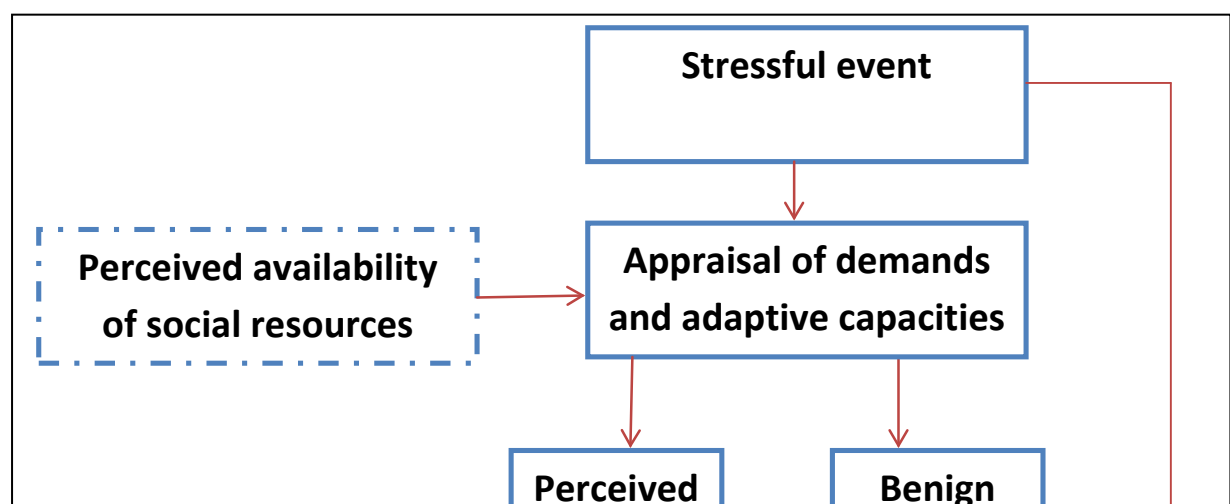 Stressful event
Perceived availability
of social resources
Appraisal of demands
and adaptive capacities
Perceived
Benign